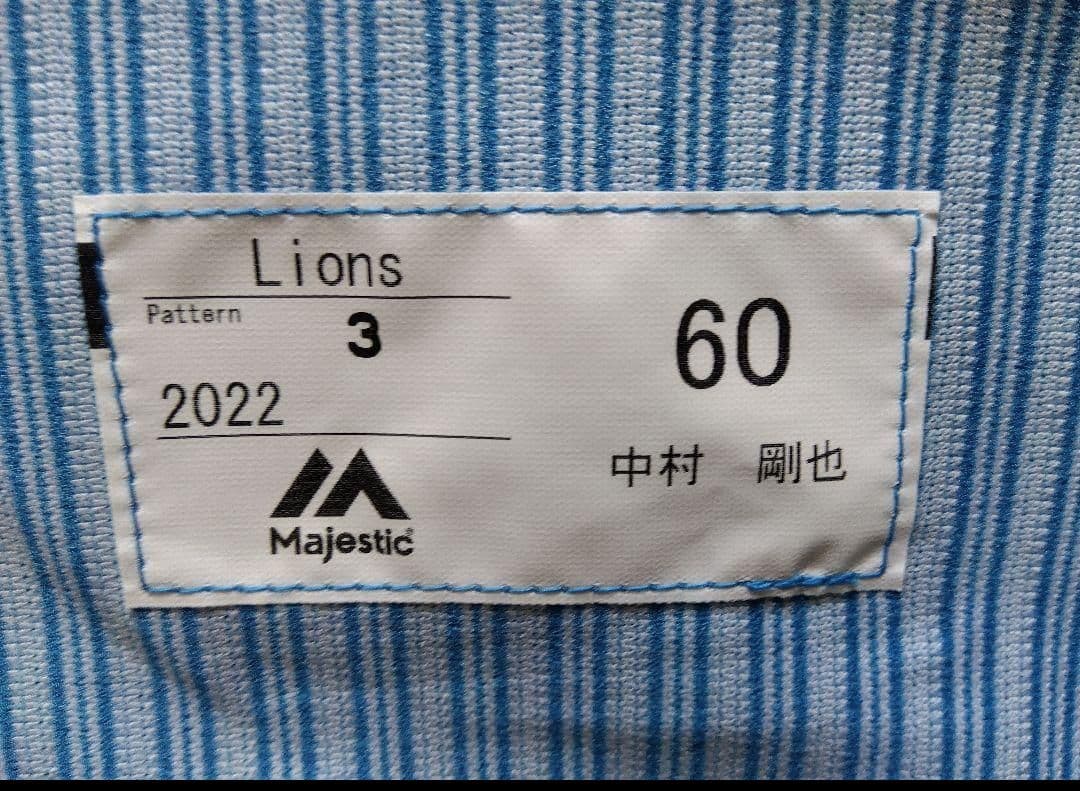 Lions
Pattern 3
2022
Majestic
60
中村 剛也